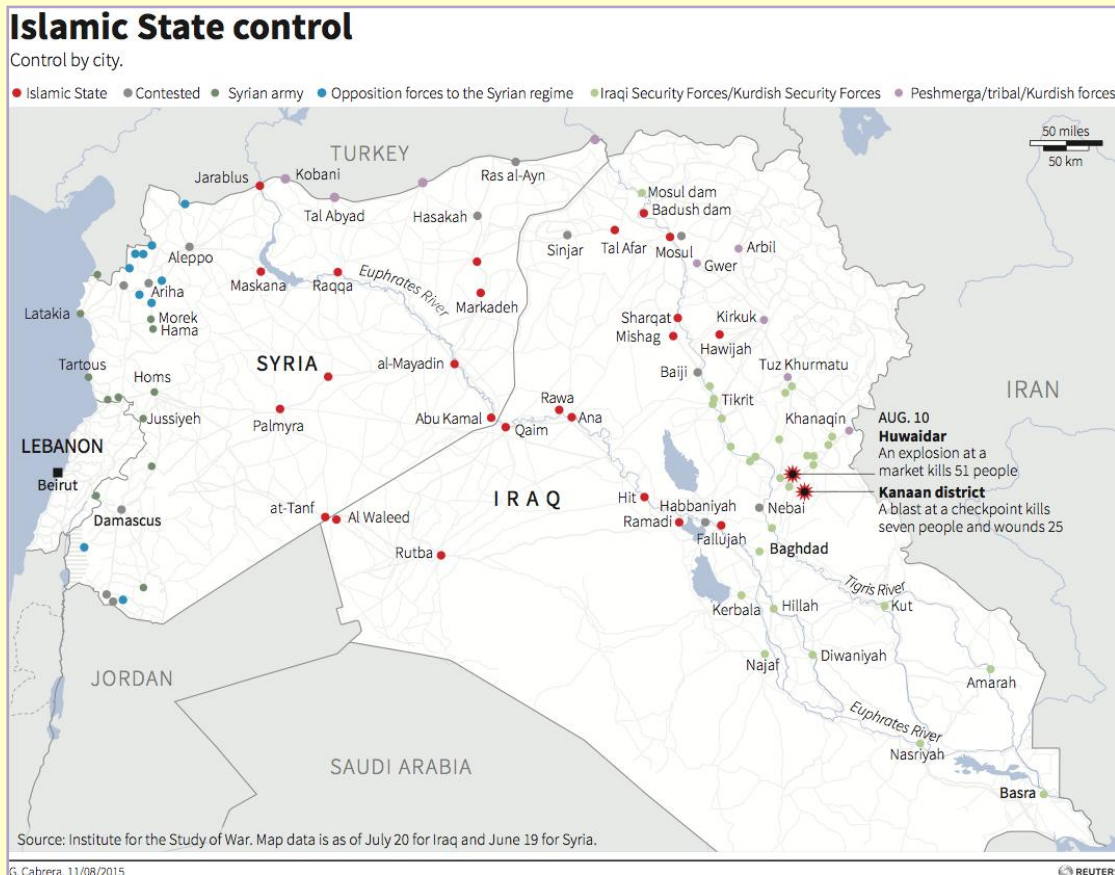 Islamic State control
Control by city.
Islamic State Contested Syrian army Opposition forces to the Syrian regime Iraqi Security Forces/Kurdish Security Forces Peshmerga/tribal/Kurdish forces
50 miles
50 km
TURKEY
Jarablus
Kobani
Tal Abyad
Ras al-Ayn
Hasakah
Mosul dam
Badush dam
Sinjar
Tal Afar
Mosul
Arbil
Gwer
Aleppo
Ariha
Maskana
Raqqa
Euphrates River
Markadeh
Latakia
Morek
Hama
Sharqat
Mishag
Kirkuk
Hawijah
Tartous
Homs
SYRIA
al-Mayadin
Baiji
Tuz Khurmatu
IRAN
Jussiyeh
Palmyra
Abu Kamal
Qaim
Rawa
Ana
Tikrit
Khanaqin
AUG. 10
Huwaidar
An explosion at a
market kills 51 people
Kanaan district
A blast at a checkpoint kills
seven people and wounds 25
LEBANON
Beirut
IRAQ
Damascus
at-Tanf
Al Waleed
Hit
Habbaniyah
Ramadi
Fallujah
Nebai
Rutba
Baghdad
Tigris River
Kerbala
Hillah
Kut
Najaf
Diwaniyah
Amarah
JORDAN
Euphrates River
Nasriyah
SAUDI ARABIA
Basra
Source: Institute for the Study of War. Map data is as of July 20 for Iraq and June 19 for Syria.
G. Cabrera, 11/08/2015
REUTERS